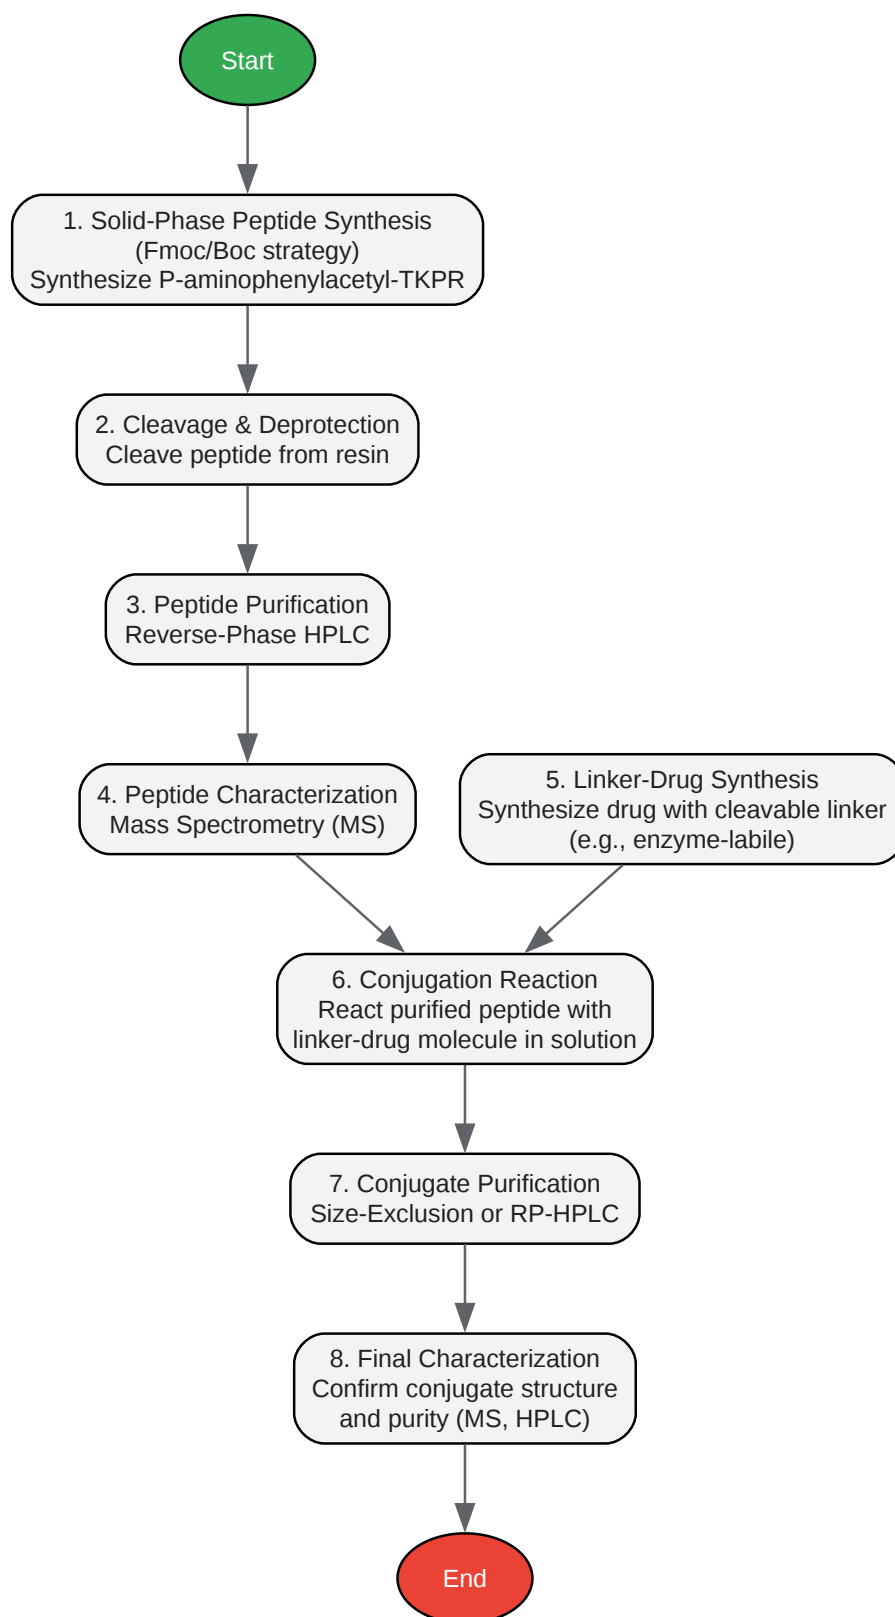 Start
1. Solid-Phase Peptide Synthesis
(Fmoc/Boc strategy)
Synthesize P-aminophenylacetyl-TKPR
2. Cleavage & Deprotection
Cleave peptide from resin
3. Peptide Purification
Reverse-Phase HPLC
4. Peptide Characterization
Mass Spectrometry (MS)
5. Linker-Drug Synthesis
Synthesize drug with cleavable linker
(e.g., enzyme-labile)
6. Conjugation Reaction
React purified peptide with
linker-drug molecule in solution
7. Conjugate Purification
Size-Exclusion or RP-HPLC
8. Final Characterization
Confirm conjugate structure
and purity (MS, HPLC)
End